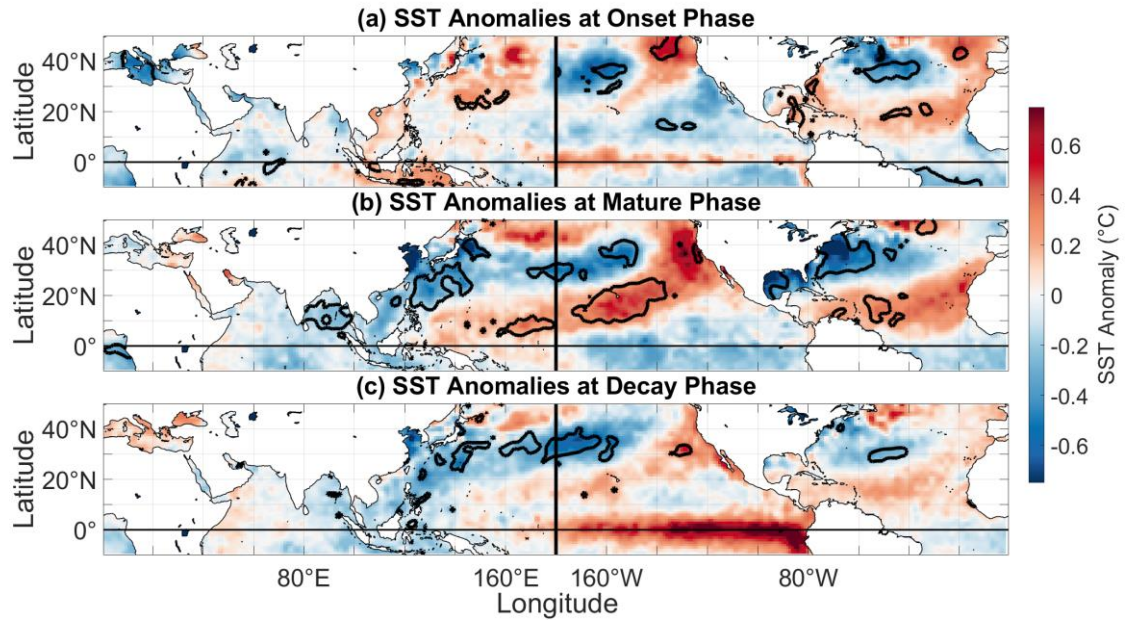 (a) SST Anomalies at Onset Phase
40°N
20°N
0°
Latitude
(b) SST Anomalies at Mature Phase
40°N
20°N
0°
Latitude
(c) SST Anomalies at Decay Phase
40°N
20°N
0°
Latitude
80°E
160°E
160°W
80°W
Longitude
0.6
0.4
0.2
0
-0.2
-0.4
-0.6
SST Anomaly (°C)